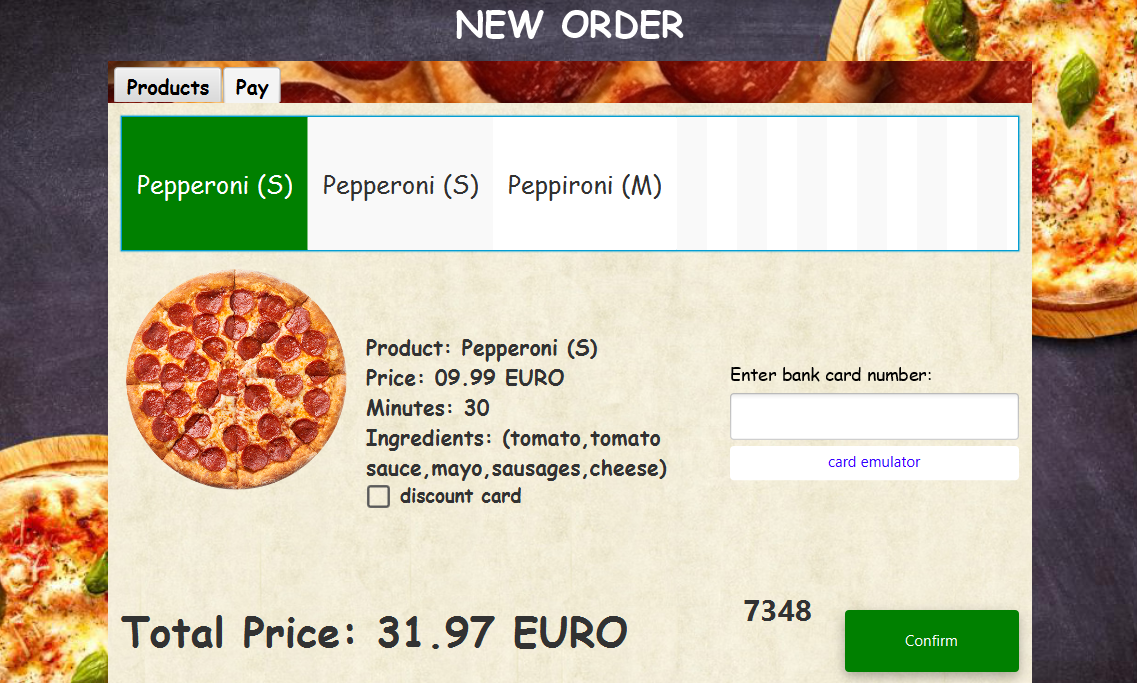 NEW ORDER
Products
Pay
Pepperoni (S)
Pepperoni (S)
Peppironi (M)
Product: Pepperoni (S)
Price: 09.99 EURO
Minutes: 30
Ingredients: (tomato,tomato
sauce,mayo,sausages,cheese)
discount card
Enter bank card number:
card emulator
Total Price: 31.97 EURO
7348
Confirm